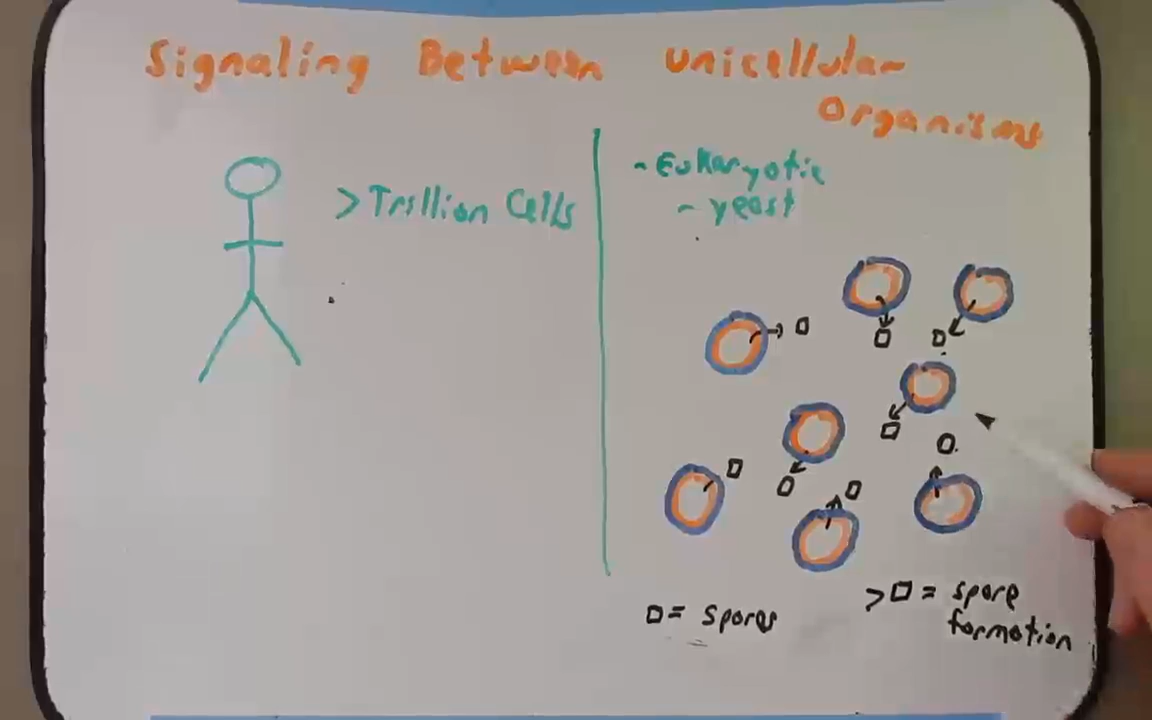 Signaling Between Unicellular
Organisms
> Trillion Cells
- Eukaryotic
- yeast
□ = spores
> □ = spore
formation